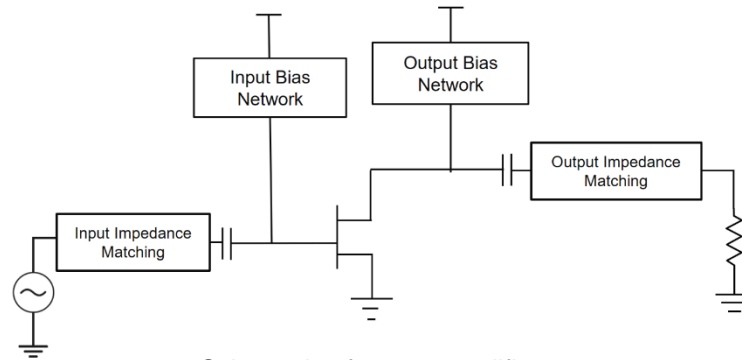 Input Bias
Network
Output Bias
Network
Output Impedance
Matching
Input Impedance
Matching